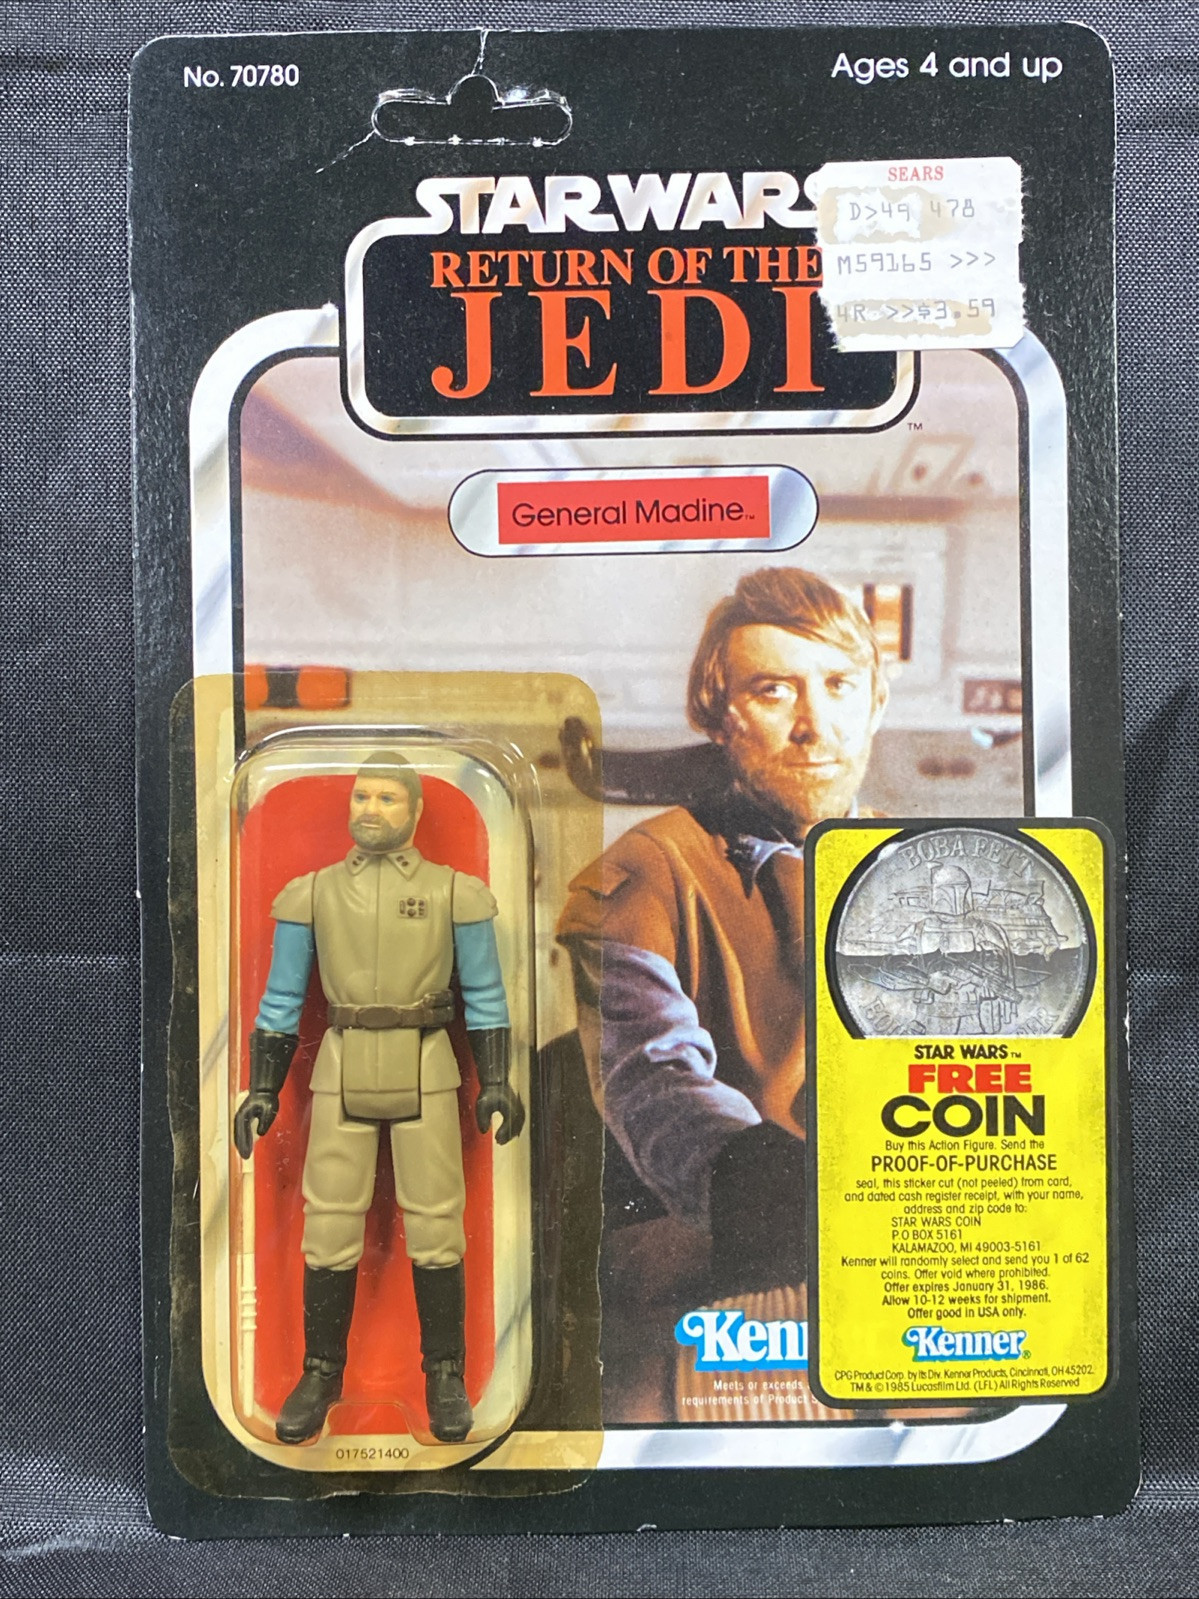 No. 70780
Ages 4 and up
SEARS
D>49 478
M59165 >>>
4R >>$3.59
STAR WARS
RETURN OF THE
JEDI
TM
General Madine TM
BOBA FETT
STAR WARS TM
FREE
COIN
Buy this Action Figure. Send the
PROOF-OF-PURCHASE
seal, this sticker cut (not peeled) from card,
and dated cash register receipt, with your name,
address and zip code to:
STAR WARS COIN
P.O BOX 5161
KALAMAZOO, MI 49003-5161
Kenner will randomly select and send you 1 of 62
coins. Offer void where prohibited.
Offer expires January 31, 1986.
Allow 10-12 weeks for shipment.
Offer good in USA only.
Kenner®
CPG Product Corp. by its Div. Kenner Products, Cincinnati, OH 45202.
TM & © 1985 Lucasfilm Ltd. (LFL) All Rights Reserved
Ken
Meets or exceeds
requirements of Product S
017521400